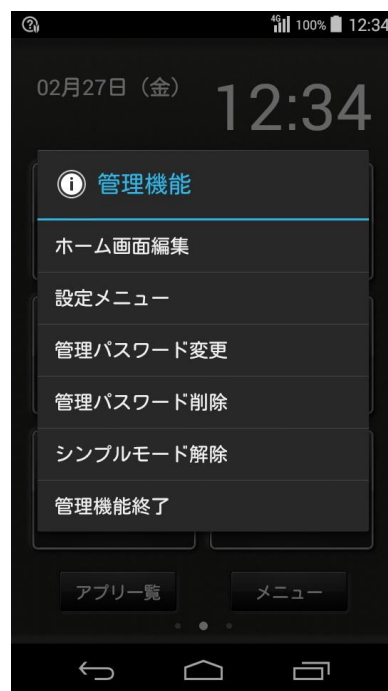 4G 100% 12:34
02月27日（金） 12:34
管理機能
ホーム画面編集
設定メニュー
管理パスワード変更
管理パスワード削除
シンプルモード解除
管理機能終了
アプリ一覧 メニュー